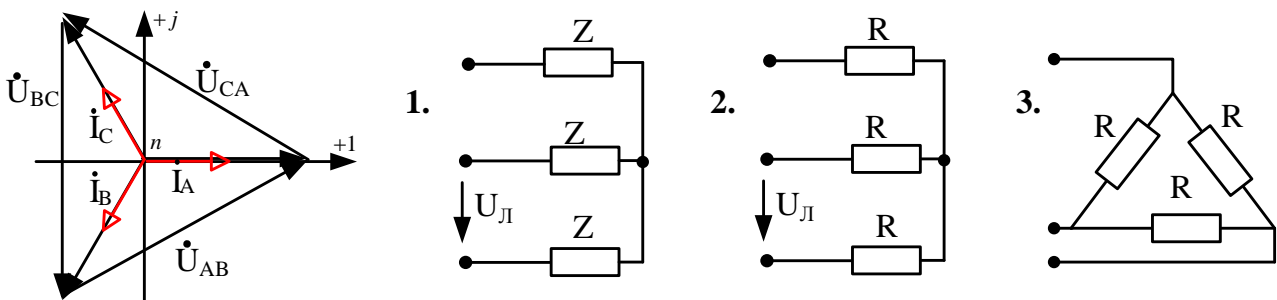 +j
U̇BC
U̇CA
İC
n
+1
İA
İB
U̇AB
1.
Z
Z
UЛ
Z
2.
R
R
UЛ
R
3.
R
R
R